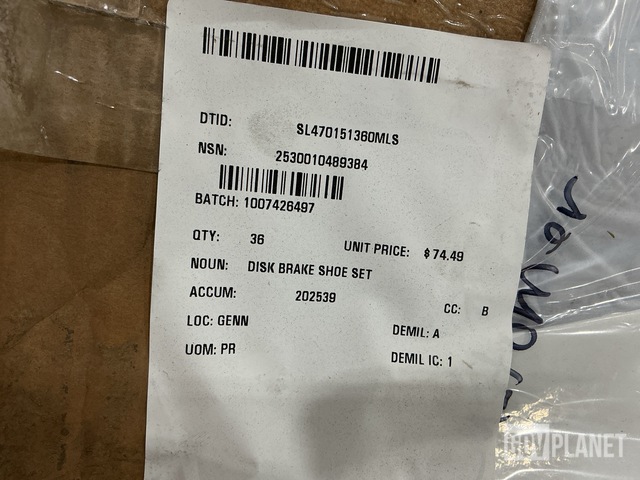 DTID: SL470151360MLS
NSN: 2530010489384
BATCH: 1007426497
QTY: 36 UNIT PRICE: $ 74.49
NOUN: DISK BRAKE SHOE SET
ACCUM: 202539
CC: B
LOC: GENN
DEMIL: A
UOM: PR
DEMIL IC: 1
PLANET